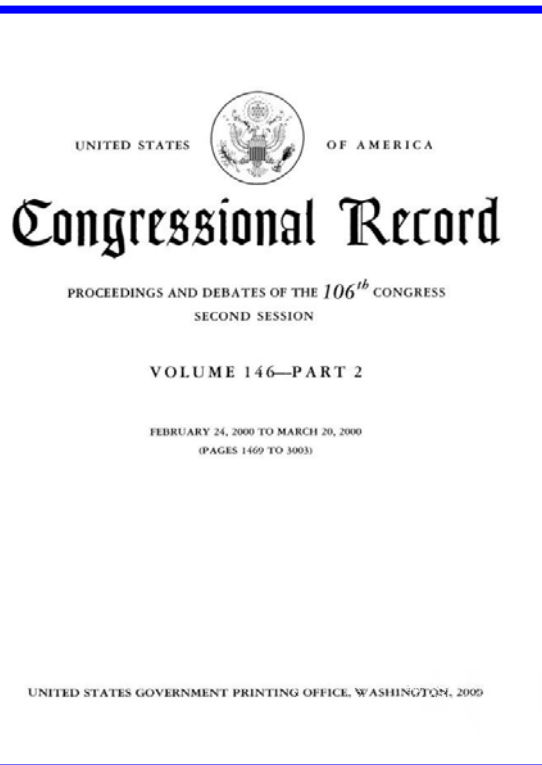 UNITED STATES OF AMERICA
Congressional Record
PROCEEDINGS AND DEBATES OF THE 106th CONGRESS
SECOND SESSION
VOLUME 146—PART 2
FEBRUARY 24, 2000 TO MARCH 20, 2000
(PAGES 1469 TO 3003)
UNITED STATES GOVERNMENT PRINTING OFFICE, WASHINGTON, 2000